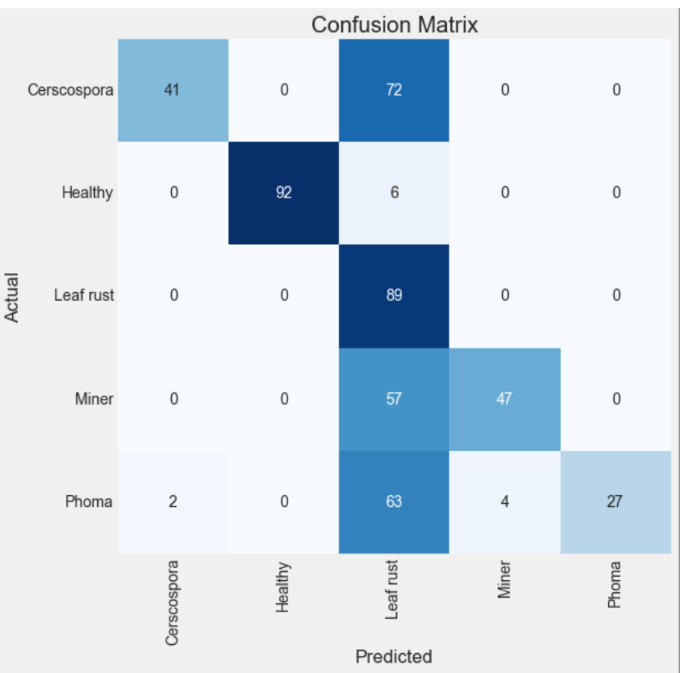 Confusion Matrix
Cerscospora 41 0 72 0 0
Healthy 0 92 6 0 0
Leaf rust 0 0 89 0 0
Miner 0 0 57 47 0
Phoma 2 0 63 4 27
Actual
Cerscospora Healthy Leaf rust Miner Phoma
Predicted